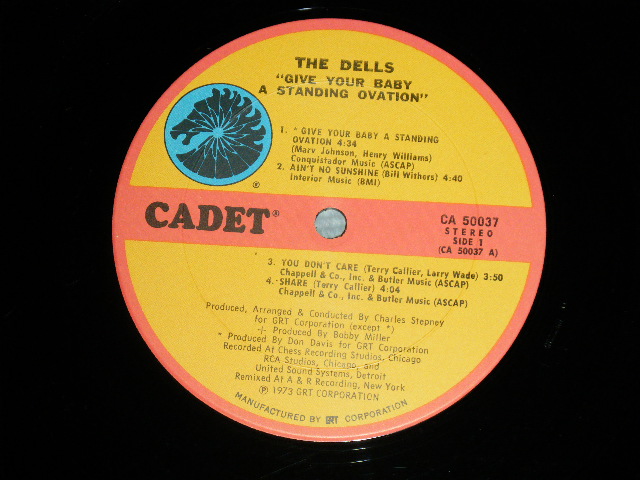 THE DELLS
"GIVE YOUR BABY
A STANDING OVATION"
1. * GIVE YOUR BABY A STANDING
OVATION 4:34
(Marv Johnson, Henry Williams)
Conquistador Music (ASCAP)
2. AIN'T NO SUNSHINE (Bill Withers) 4:40
Interior Music (BMI)
®
CADET®
CA 50037
STEREO
SIDE 1
(CA 50037 A)
3. YOU DON'T CARE (Terry Callier, Larry Wade) 3:50
Chappell & Co., Inc. & Butler Music (ASCAP)
4. SHARE (Terry Callier) 4:04
Chappell & Co., Inc. & Butler Music (ASCAP)
Produced, Arranged & Conducted By Charles Stepney
for GRT Corporation (except *)
-/- Produced by Bobby Miller
* Produced By Don Davis for GRT Corporation
Recorded At Chess Recording Studios, Chicago
RCA Studios, Chicago, and
United Sound Systems, Detroit
Remixed At A & R Recording, New York
℗ 1973 GRT CORPORATION
MANUFACTURED BY GRT CORPORATION